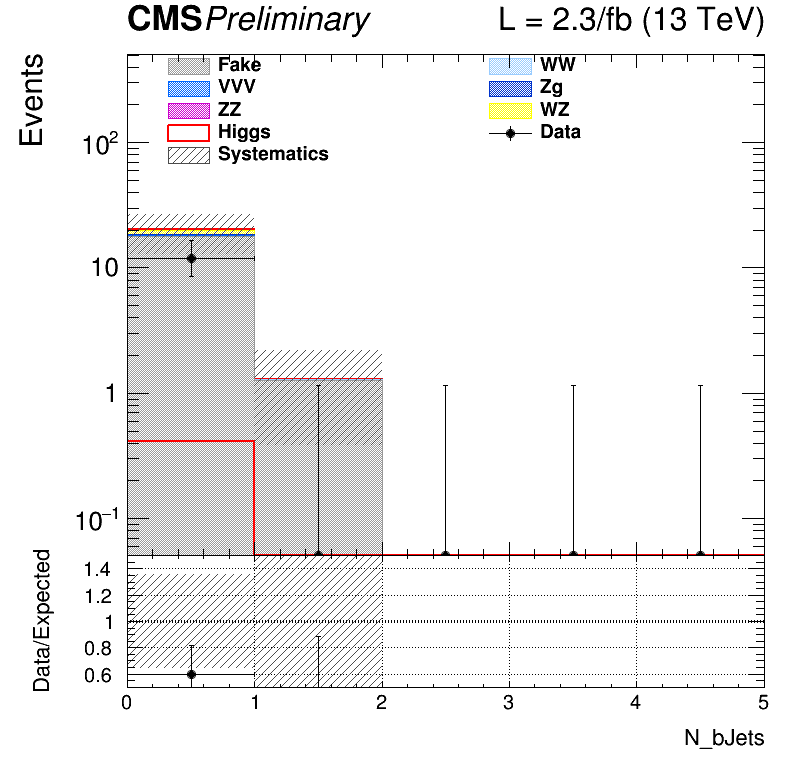 CMS Preliminary L = 2.3/fb (13 TeV)
Events
Fake WW
VVV Zg
ZZ WZ
Higgs Data
Systematics
10²
10
1
10⁻¹
Data/Expected
1.4
1.2
1
0.8
0.6
0 1 2 3 4 5
N_bJets